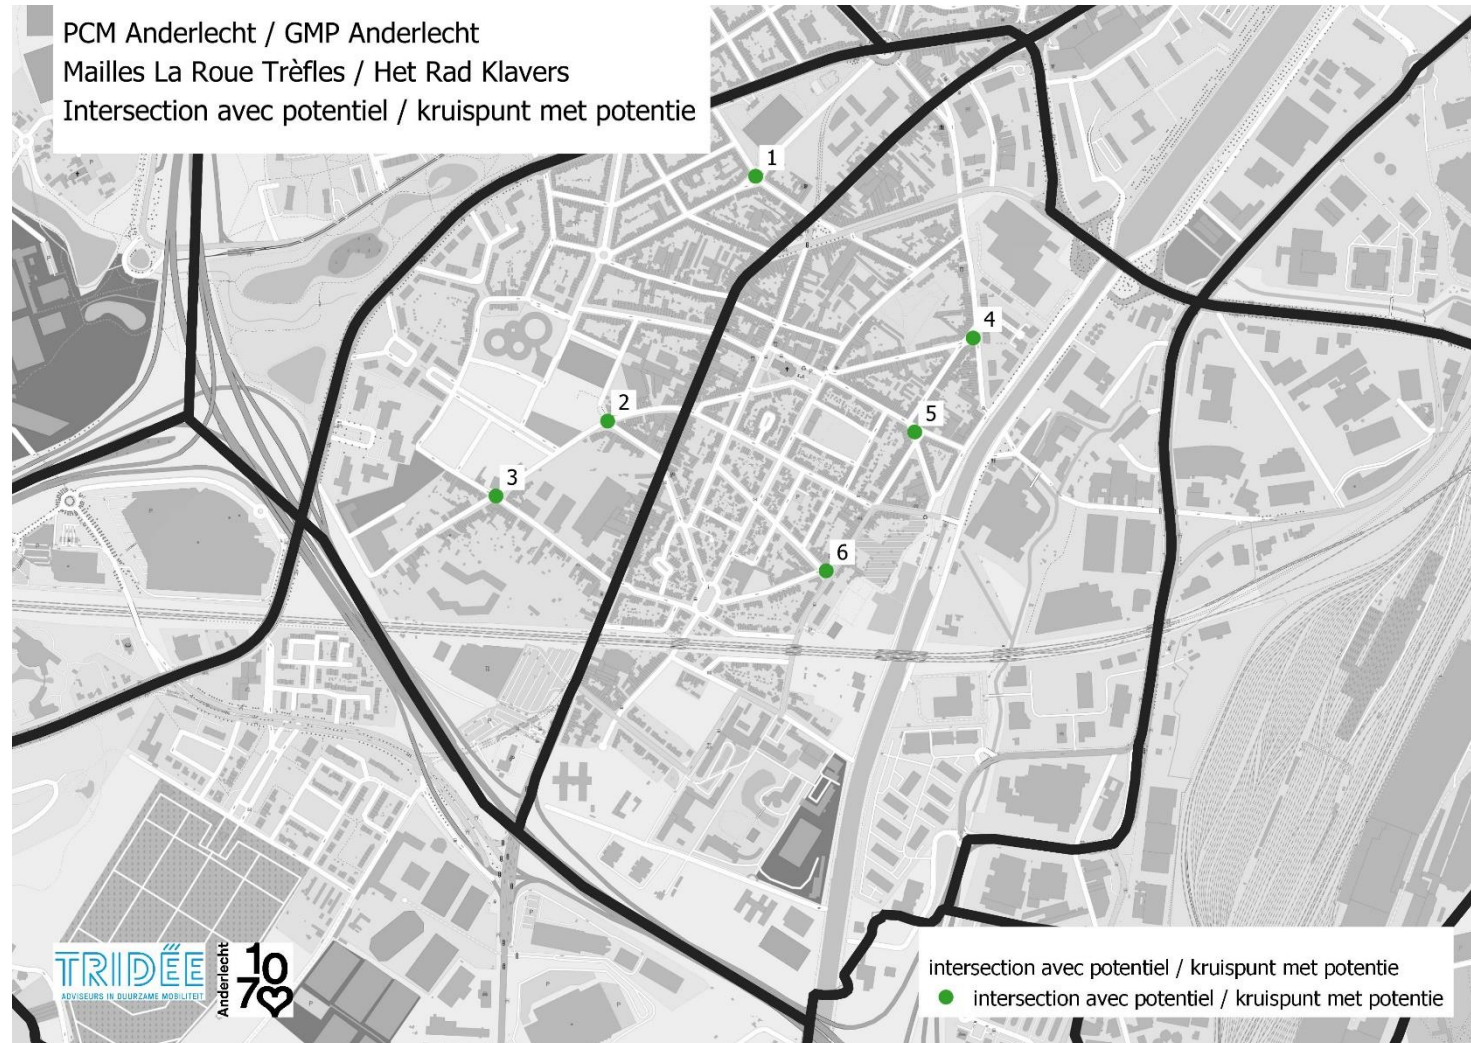 PCM Anderlecht / GMP Anderlecht
Mailles La Roue Trèfles / Het Rad Klavers
Intersection avec potentiel / kruispunt met potentie
1
2
3
4
5
6
TRIDËE
ADVISEURS IN DUURZAME MOBILITEIT
Anderlecht
10
70
intersection avec potentiel / kruispunt met potentie
intersection avec potentiel / kruispunt met potentie